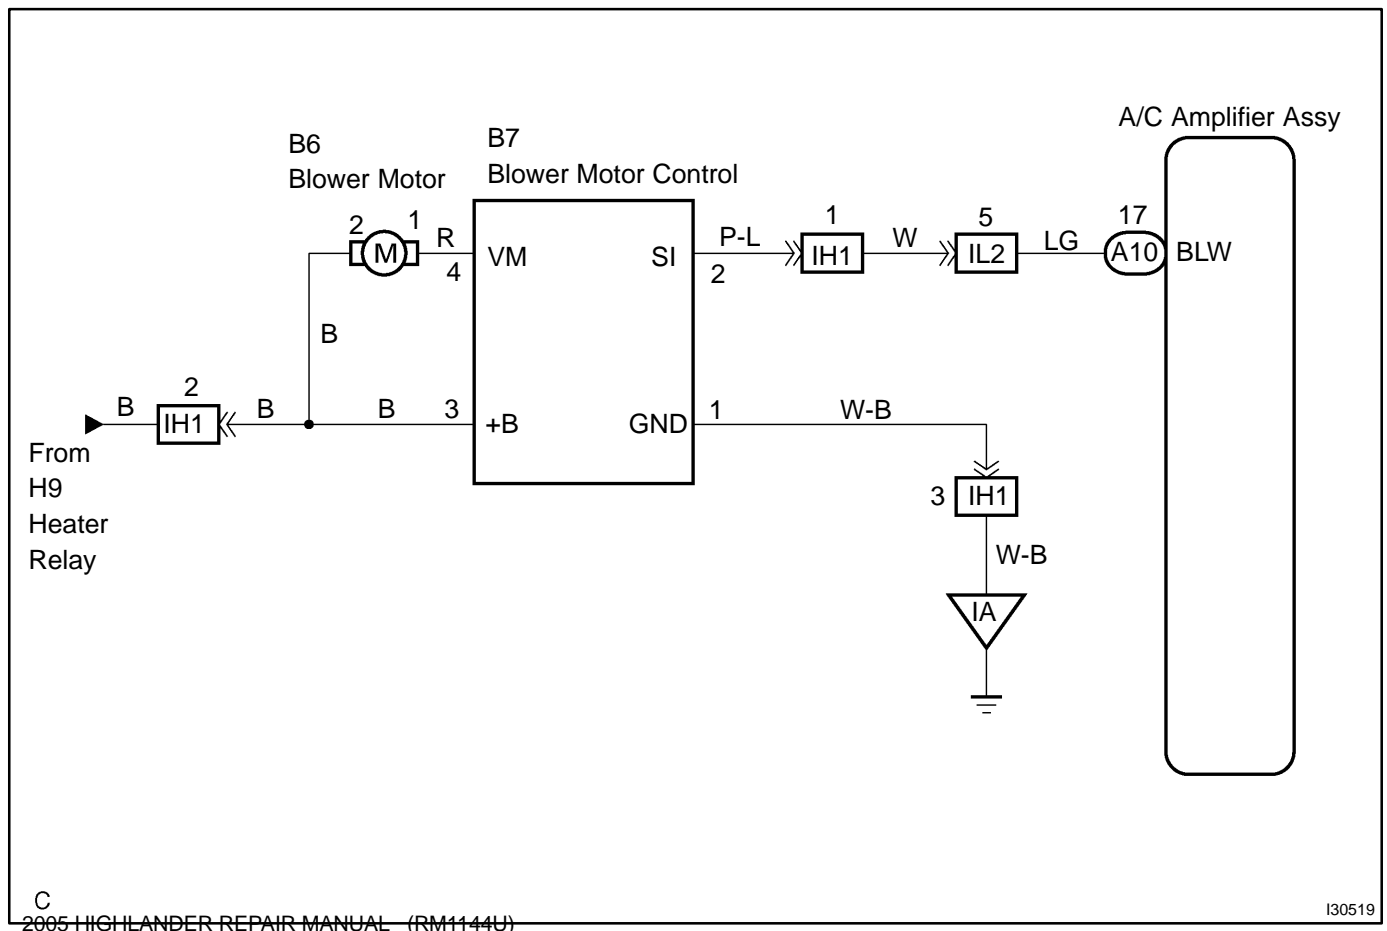 A/C Amplifier Assy
B6
Blower Motor
B7
Blower Motor Control
2
M
1
R
4
VM
SI
P-L
2
1
IH1
W
5
IL2
LG
17
A10
BLW
B
B
2
IH1
B
B
3
+B
GND
1
W-B
From
H9
Heater
Relay
3
IH1
W-B
IA
C
2005 HIGHLANDER REPAIR MANUAL (RM1144U)
I30519